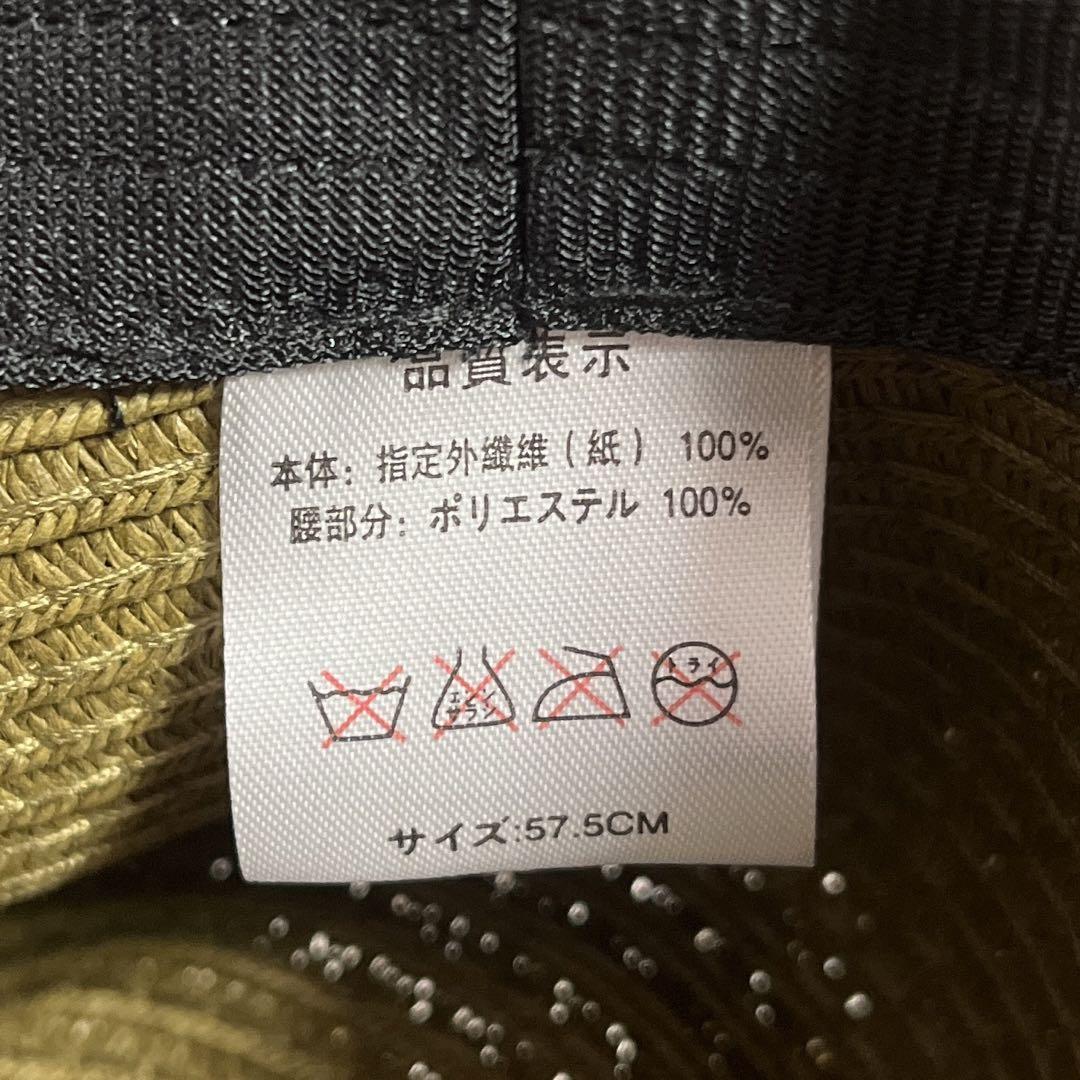 品質表示
本体: 指定外繊維(紙) 100%
腰部分: ポリエステル 100%
エンソ
サラシ
トライ
サイズ:57.5CM